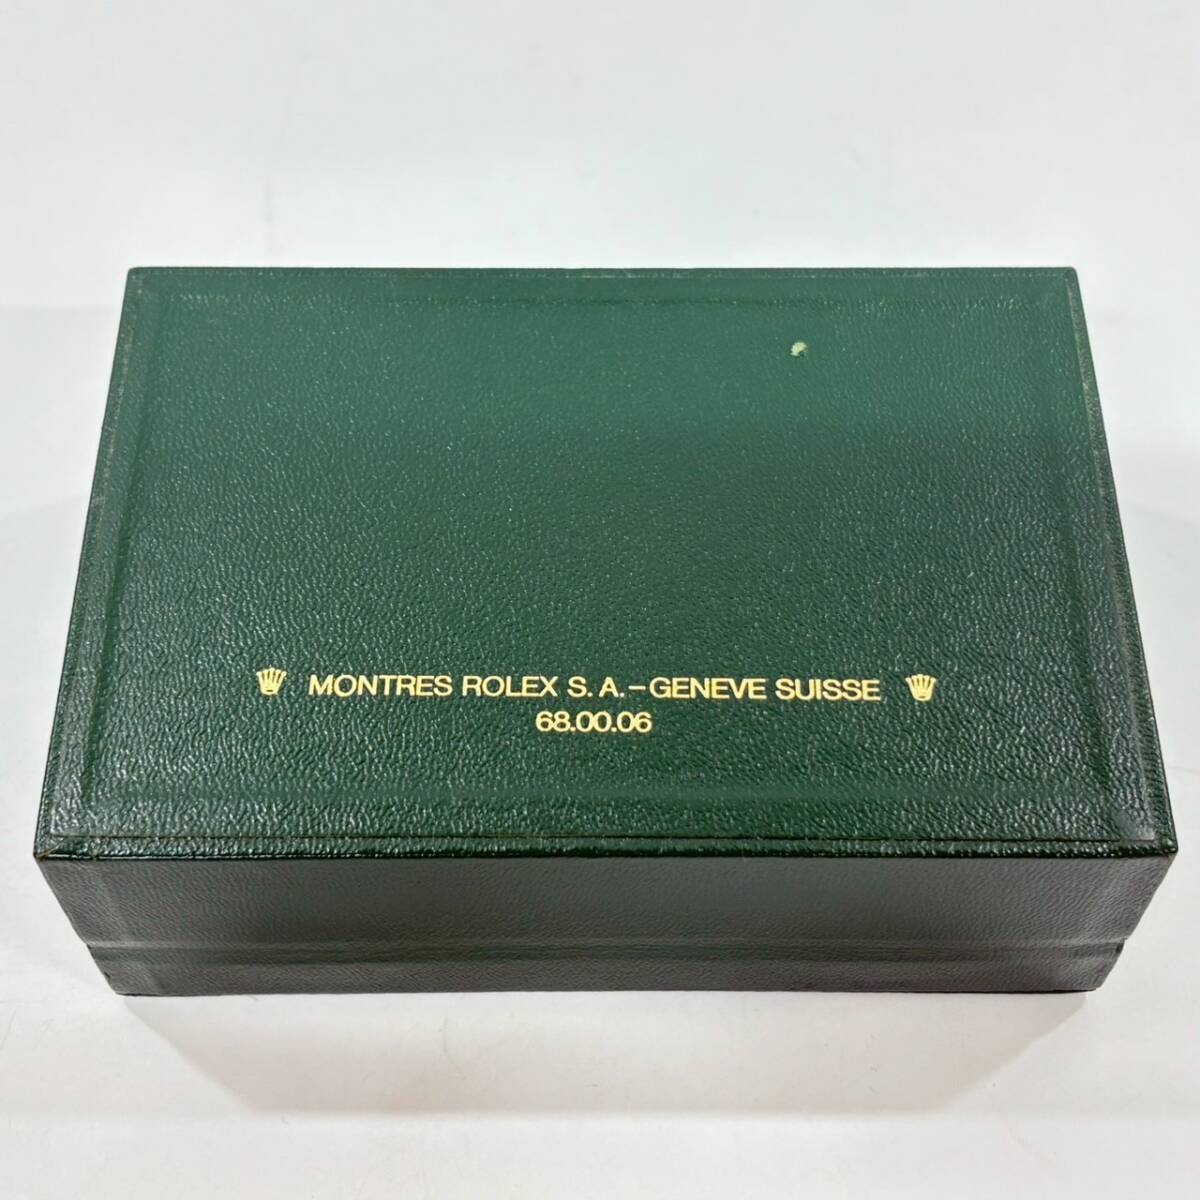 MONTRES ROLEX S.A.-GENEVE SUISSE
68.00.06